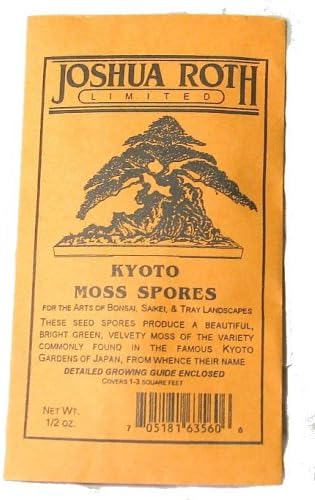 JOSHUA ROTH
LIMITED
KYOTO
MOSS SPORES
FOR THE ARTS OF BONSAI, SAIKEI, & TRAY LANDSCAPES
THESE SEED SPORES PRODUCE A BEAUTIFUL,
BRIGHT GREEN, VELVETY MOSS OF THE VARIETY
COMMONLY FOUND IN THE FAMOUS KYOTO
GARDENS OF JAPAN, FROM WHENCE THEIR NAME
DETAILED GROWING GUIDE ENCLOSED
COVERS 1-3 SQUARE FEET
NET WT.
1/2 OZ.
7 05181 63560 6